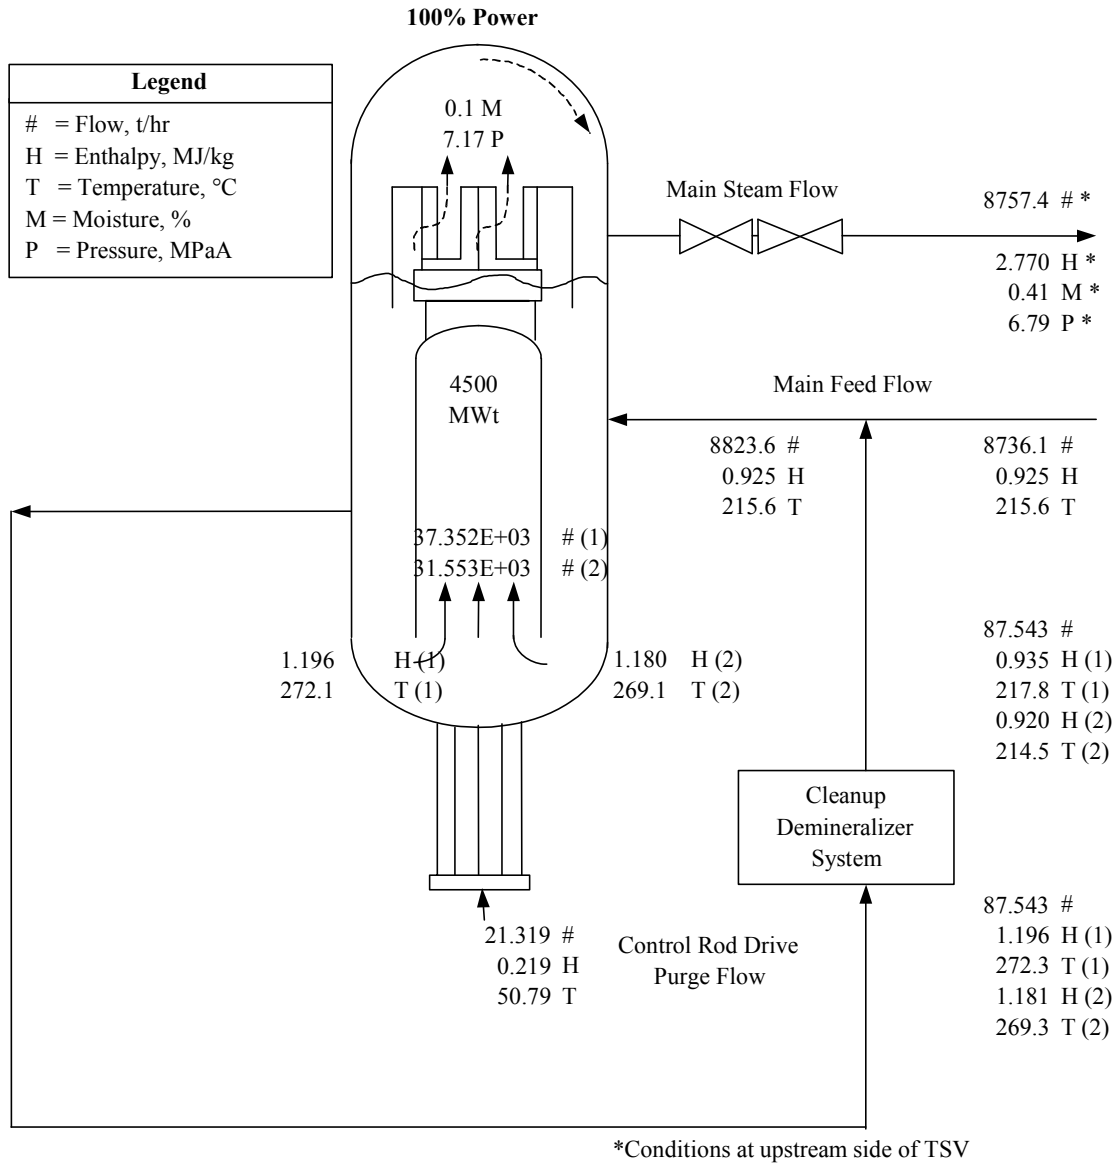 100% Power
Legend
# = Flow, t/hr
H = Enthalpy, MJ/kg
T = Temperature, °C
M = Moisture, %
P = Pressure, MPaA
0.1 M
7.17 P
Main Steam Flow
8757.4 # *
2.770 H *
0.41 M *
6.79 P *
4500
MWt
Main Feed Flow
8823.6 #
0.925 H
215.6 T
8736.1 #
0.925 H
215.6 T
37.352E+03 # (1)
31.553E+03 # (2)
1.196 H (1)
272.1 T (1)
1.180 H (2)
269.1 T (2)
87.543 #
0.935 H (1)
217.8 T (1)
0.920 H (2)
214.5 T (2)
Cleanup
Demineralizer
System
87.543 #
1.196 H (1)
272.3 T (1)
1.181 H (2)
269.3 T (2)
21.319 #
0.219 H
50.79 T
Control Rod Drive
Purge Flow
*Conditions at upstream side of TSV